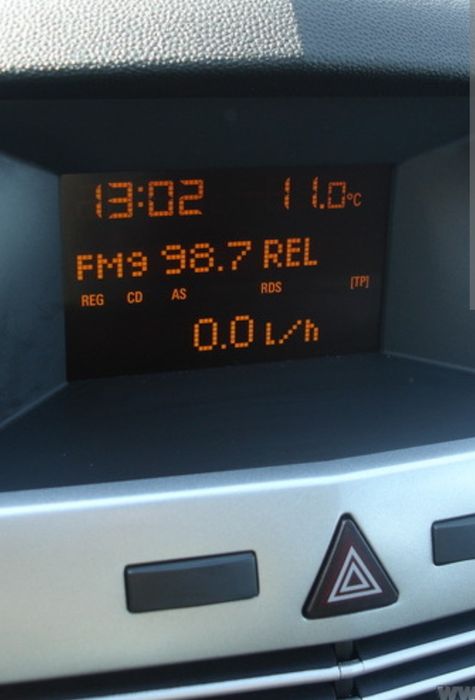 13:02 11.0°C
FM9 98.7 REL
REG CD AS RDS [TP]
0.0 L/h